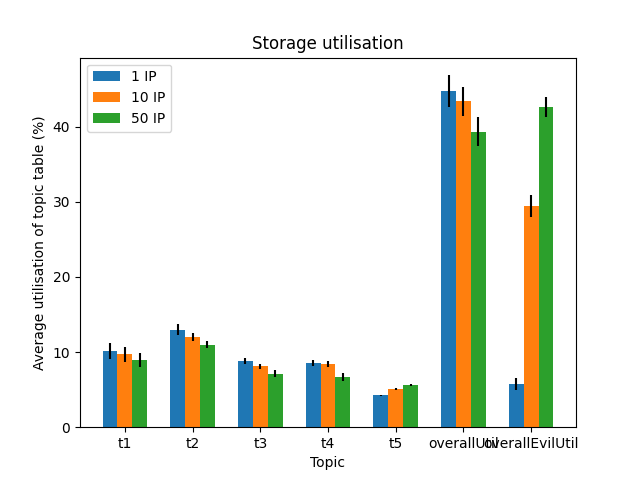 Storage utilisation
1 IP
10 IP
50 IP
Average utilisation of topic table (%)
40
30
20
10
0
t1 t2 t3 t4 t5 overallUtil overallEvilUtil
Topic